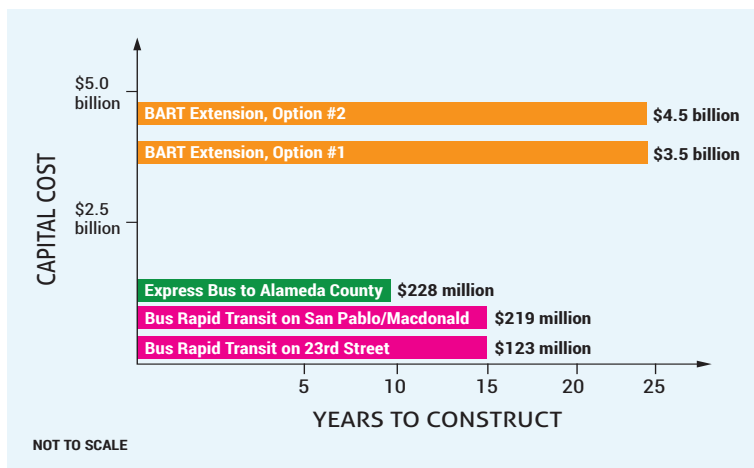 $5.0
billion
BART Extension, Option #2 $4.5 billion
BART Extension, Option #1 $3.5 billion
$2.5
billion
CAPITAL COST
Express Bus to Alameda County $228 million
Bus Rapid Transit on San Pablo/Macdonald $219 million
Bus Rapid Transit on 23rd Street $123 million
5 10 15 20 25
YEARS TO CONSTRUCT
NOT TO SCALE